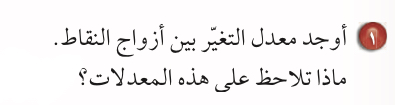 ١ أوجد معدل التغيّر بين أزواج النقاط.
ماذا تلاحظ على هذه المعدلات؟